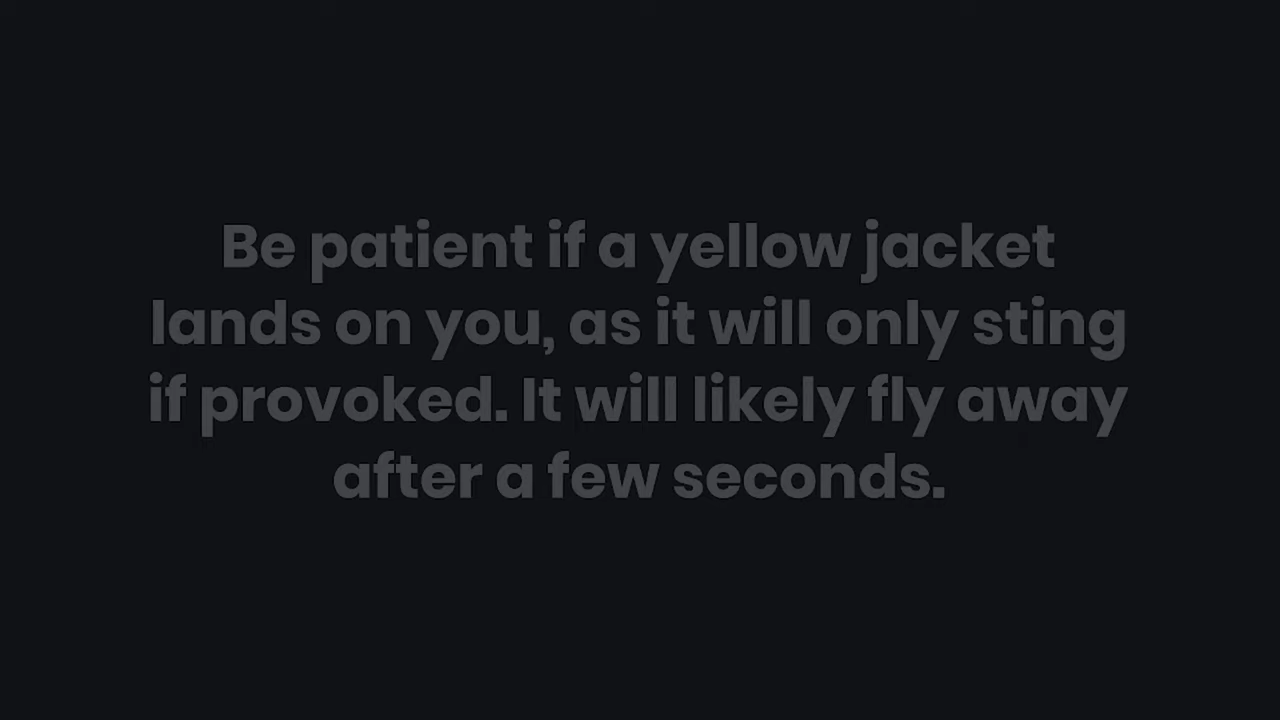 Be patient if a yellow jacket
lands on you, as it will only sting
if provoked. It will likely fly away
after a few seconds.